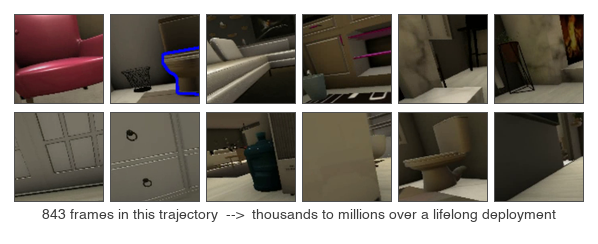 843 frames in this trajectory --> thousands to millions over a lifelong deployment